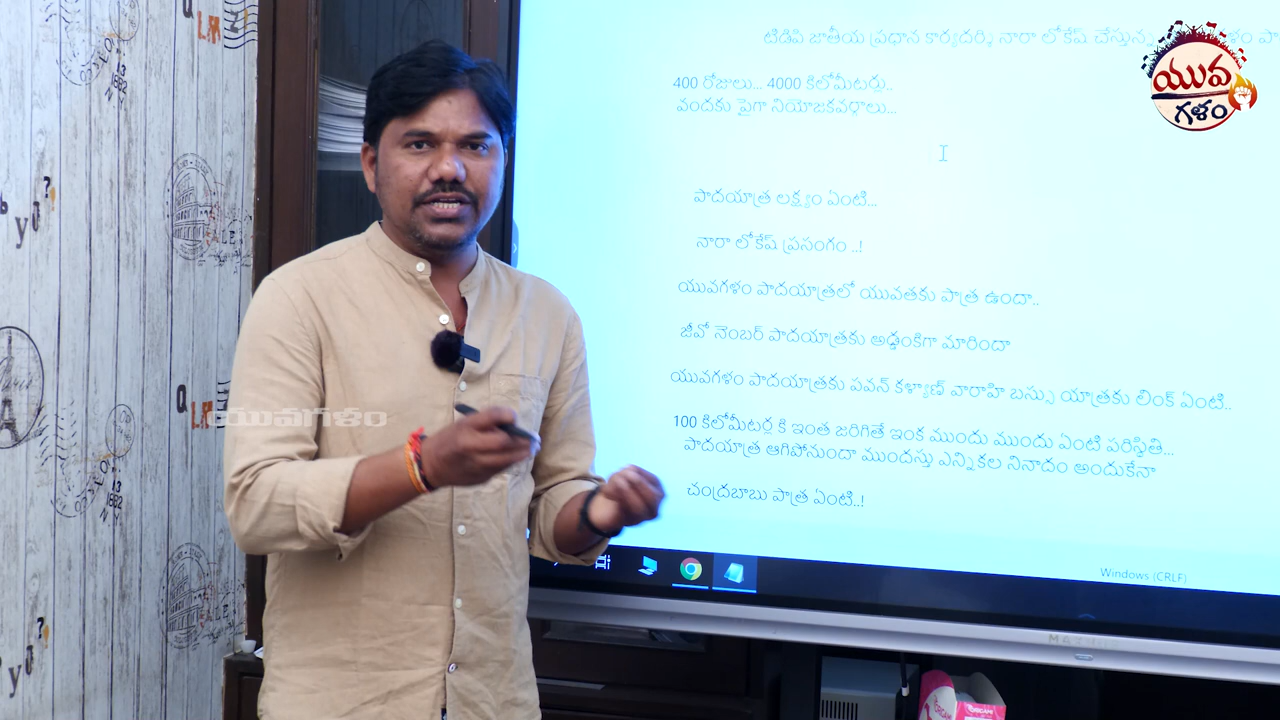 టిడిపి జాతీయ ప్రధాన కార్యదర్శి నారా లోకేష్ చేస్తున్న
యువ
గళం
400 రోజులు... 4000 కిలోమీటర్లు..
వందకు పైగా నియోజకవర్గాలు...
పాదయాత్ర లక్ష్యం ఏంటి...
నారా లోకేష్ ప్రసంగం ..!
యువగళం పాదయాత్రలో యువతకు పాత్ర ఉందా..
జీవో నెంబర్ పాదయాత్రకు అడ్డంకిగా మారిందా
యువగళం పాదయాత్రకు పవన్ కళ్యాణ్ వారాహి బస్సు యాత్రకు లింక్ ఏంటి..
యువగళం
100 కిలోమీటర్ల కి ఇంత జరిగితే ఇంక ముందు ముందు ఏంటి పరిస్థితి...
పాదయాత్ర ఆగిపోనుందా ముందస్తు ఎన్నికల నినాదం అందుకేనా
చంద్రబాబు పాత్ర ఏంటి..!
Windows (CRLF)